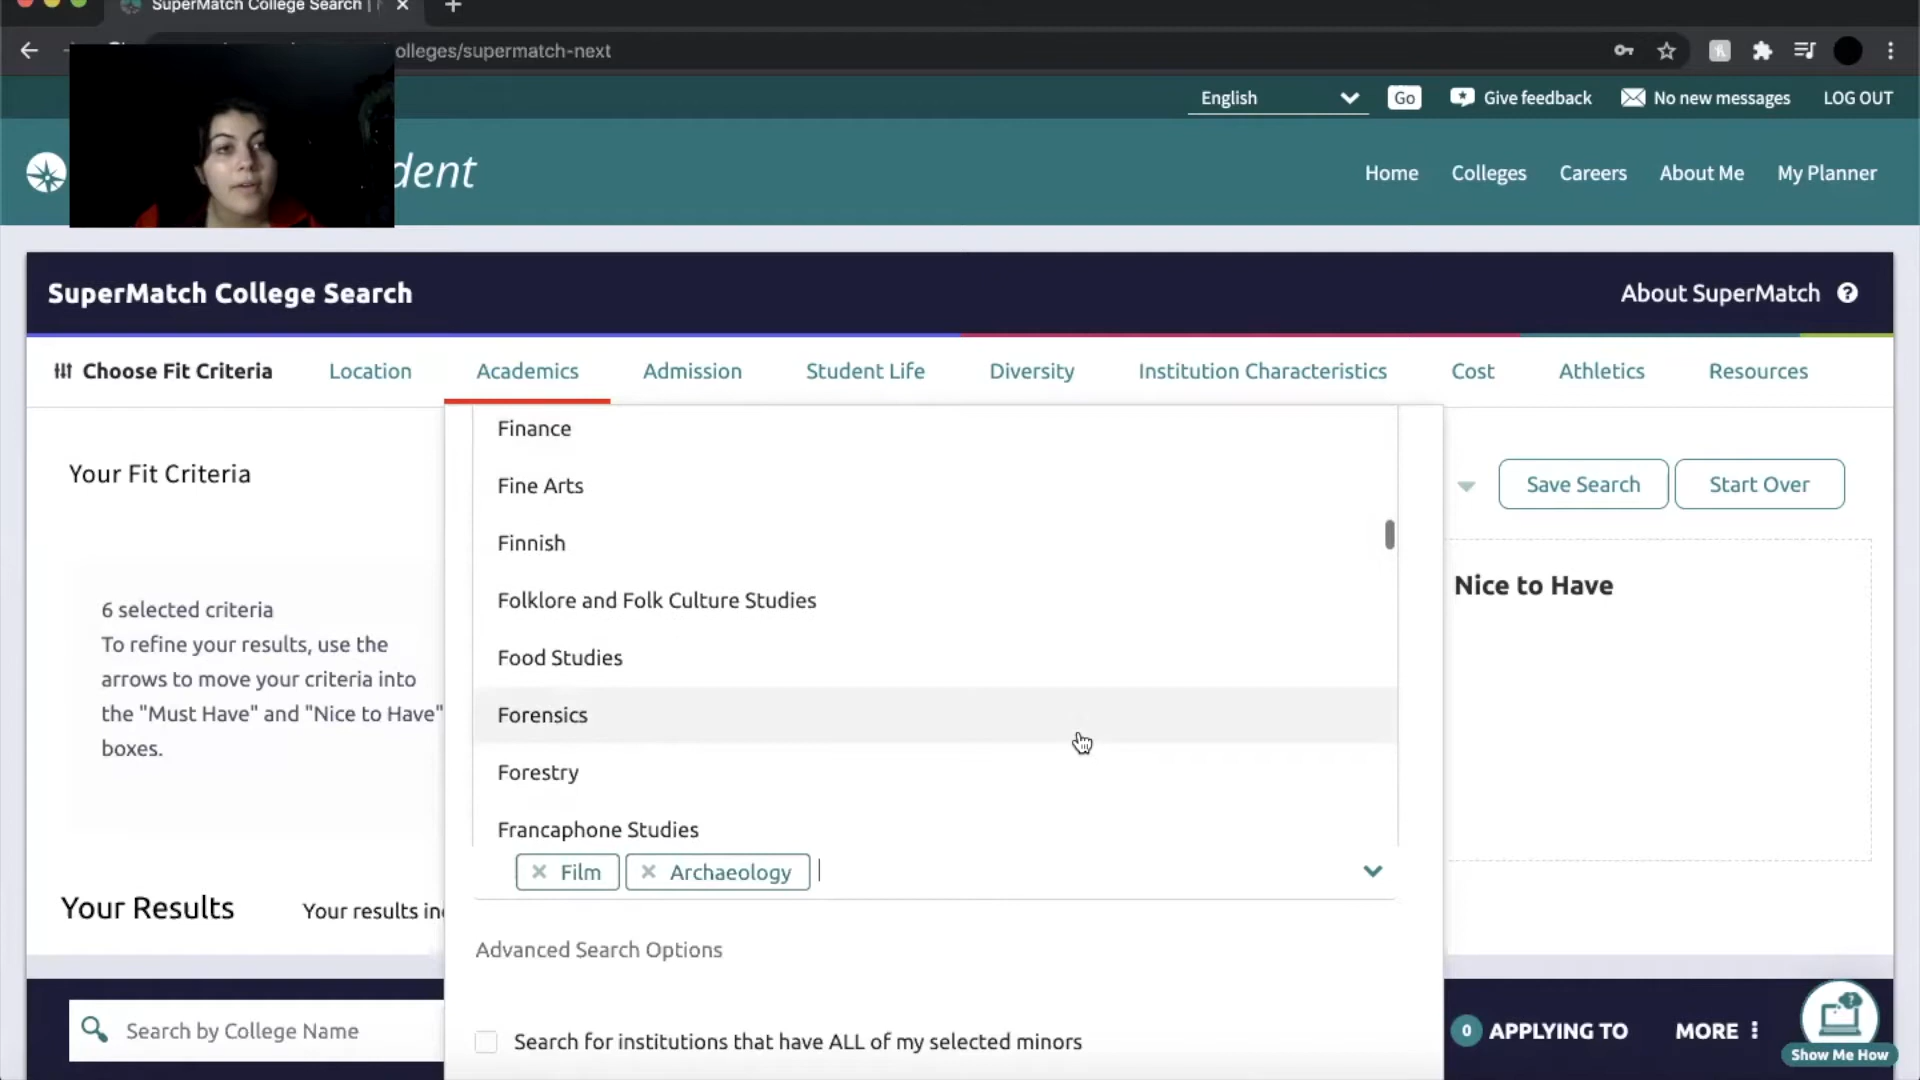 SuperMatch College Search |
olleges/supermatch-next
English
Go
Give feedback
No new messages
LOG OUT
dent
Home
Colleges
Careers
About Me
My Planner
SuperMatch College Search
About SuperMatch
Choose Fit Criteria
Location
Academics
Admission
Student Life
Diversity
Institution Characteristics
Cost
Athletics
Resources
Your Fit Criteria
Save Search
Start Over
6 selected criteria
To refine your results, use the
arrows to move your criteria into
the "Must Have" and "Nice to Have"
boxes.
Finance
Fine Arts
Finnish
Folklore and Folk Culture Studies
Food Studies
Forensics
Forestry
Francaphone Studies
Film
Archaeology
Nice to Have
Your Results
Your results in
Advanced Search Options
Search by College Name
Search for institutions that have ALL of my selected minors
0 APPLYING TO
MORE
Show Me How